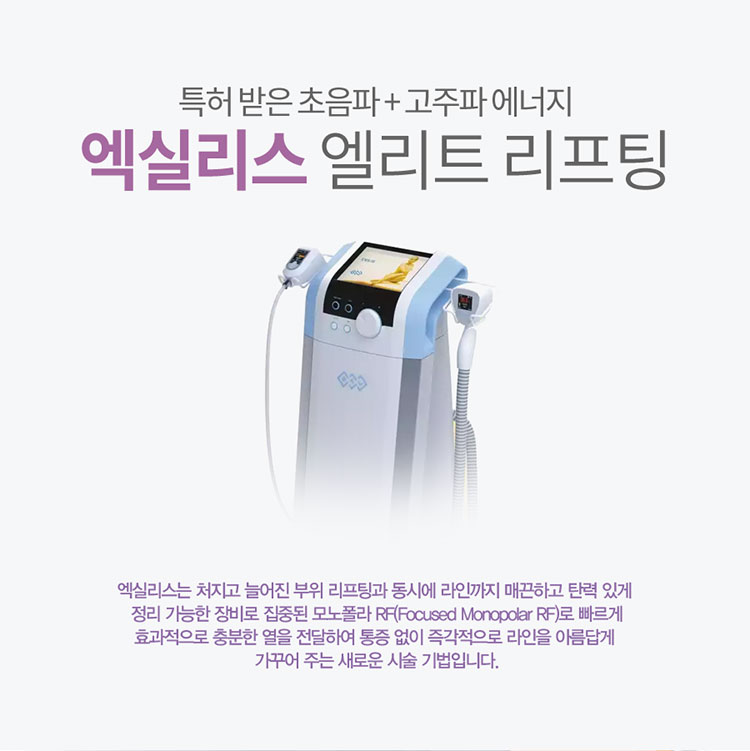 특허 받은 초음파 + 고주파 에너지
엑실리스 엘리트 리프팅
엑실리스는 처지고 늘어진 부위 리프팅과 동시에 라인까지 매끈하고 탄력 있게
정리 가능한 장비로 집중된 모노폴라 RF(Focused Monopolar RF)로 빠르게
효과적으로 충분한 열을 전달하여 통증 없이 즉각적으로 라인을 아름답게
가꾸어 주는 새로운 시술 기법입니다.